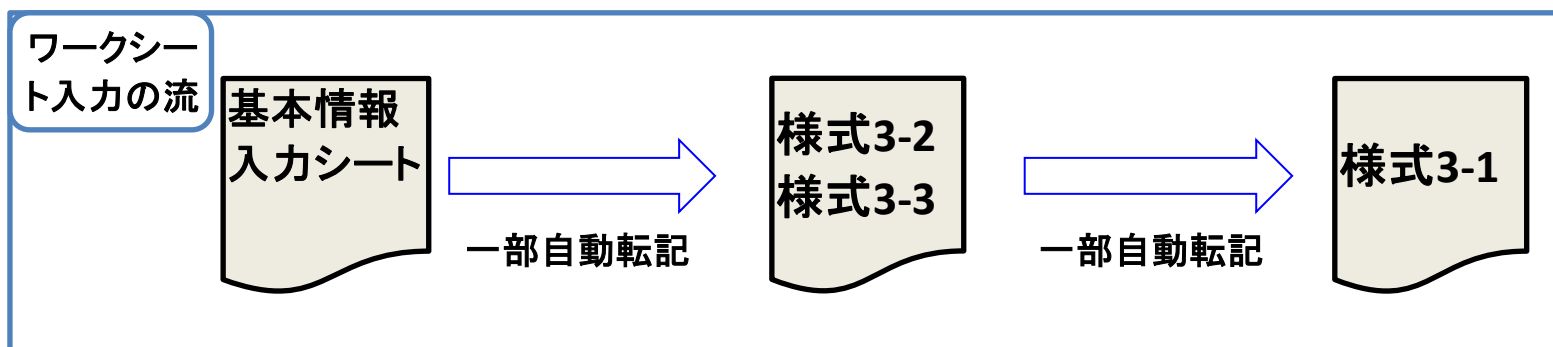 ワークシー
ト入力の流
基本情報
入力シート
一部自動転記
様式3-2
様式3-3
一部自動転記
様式3-1